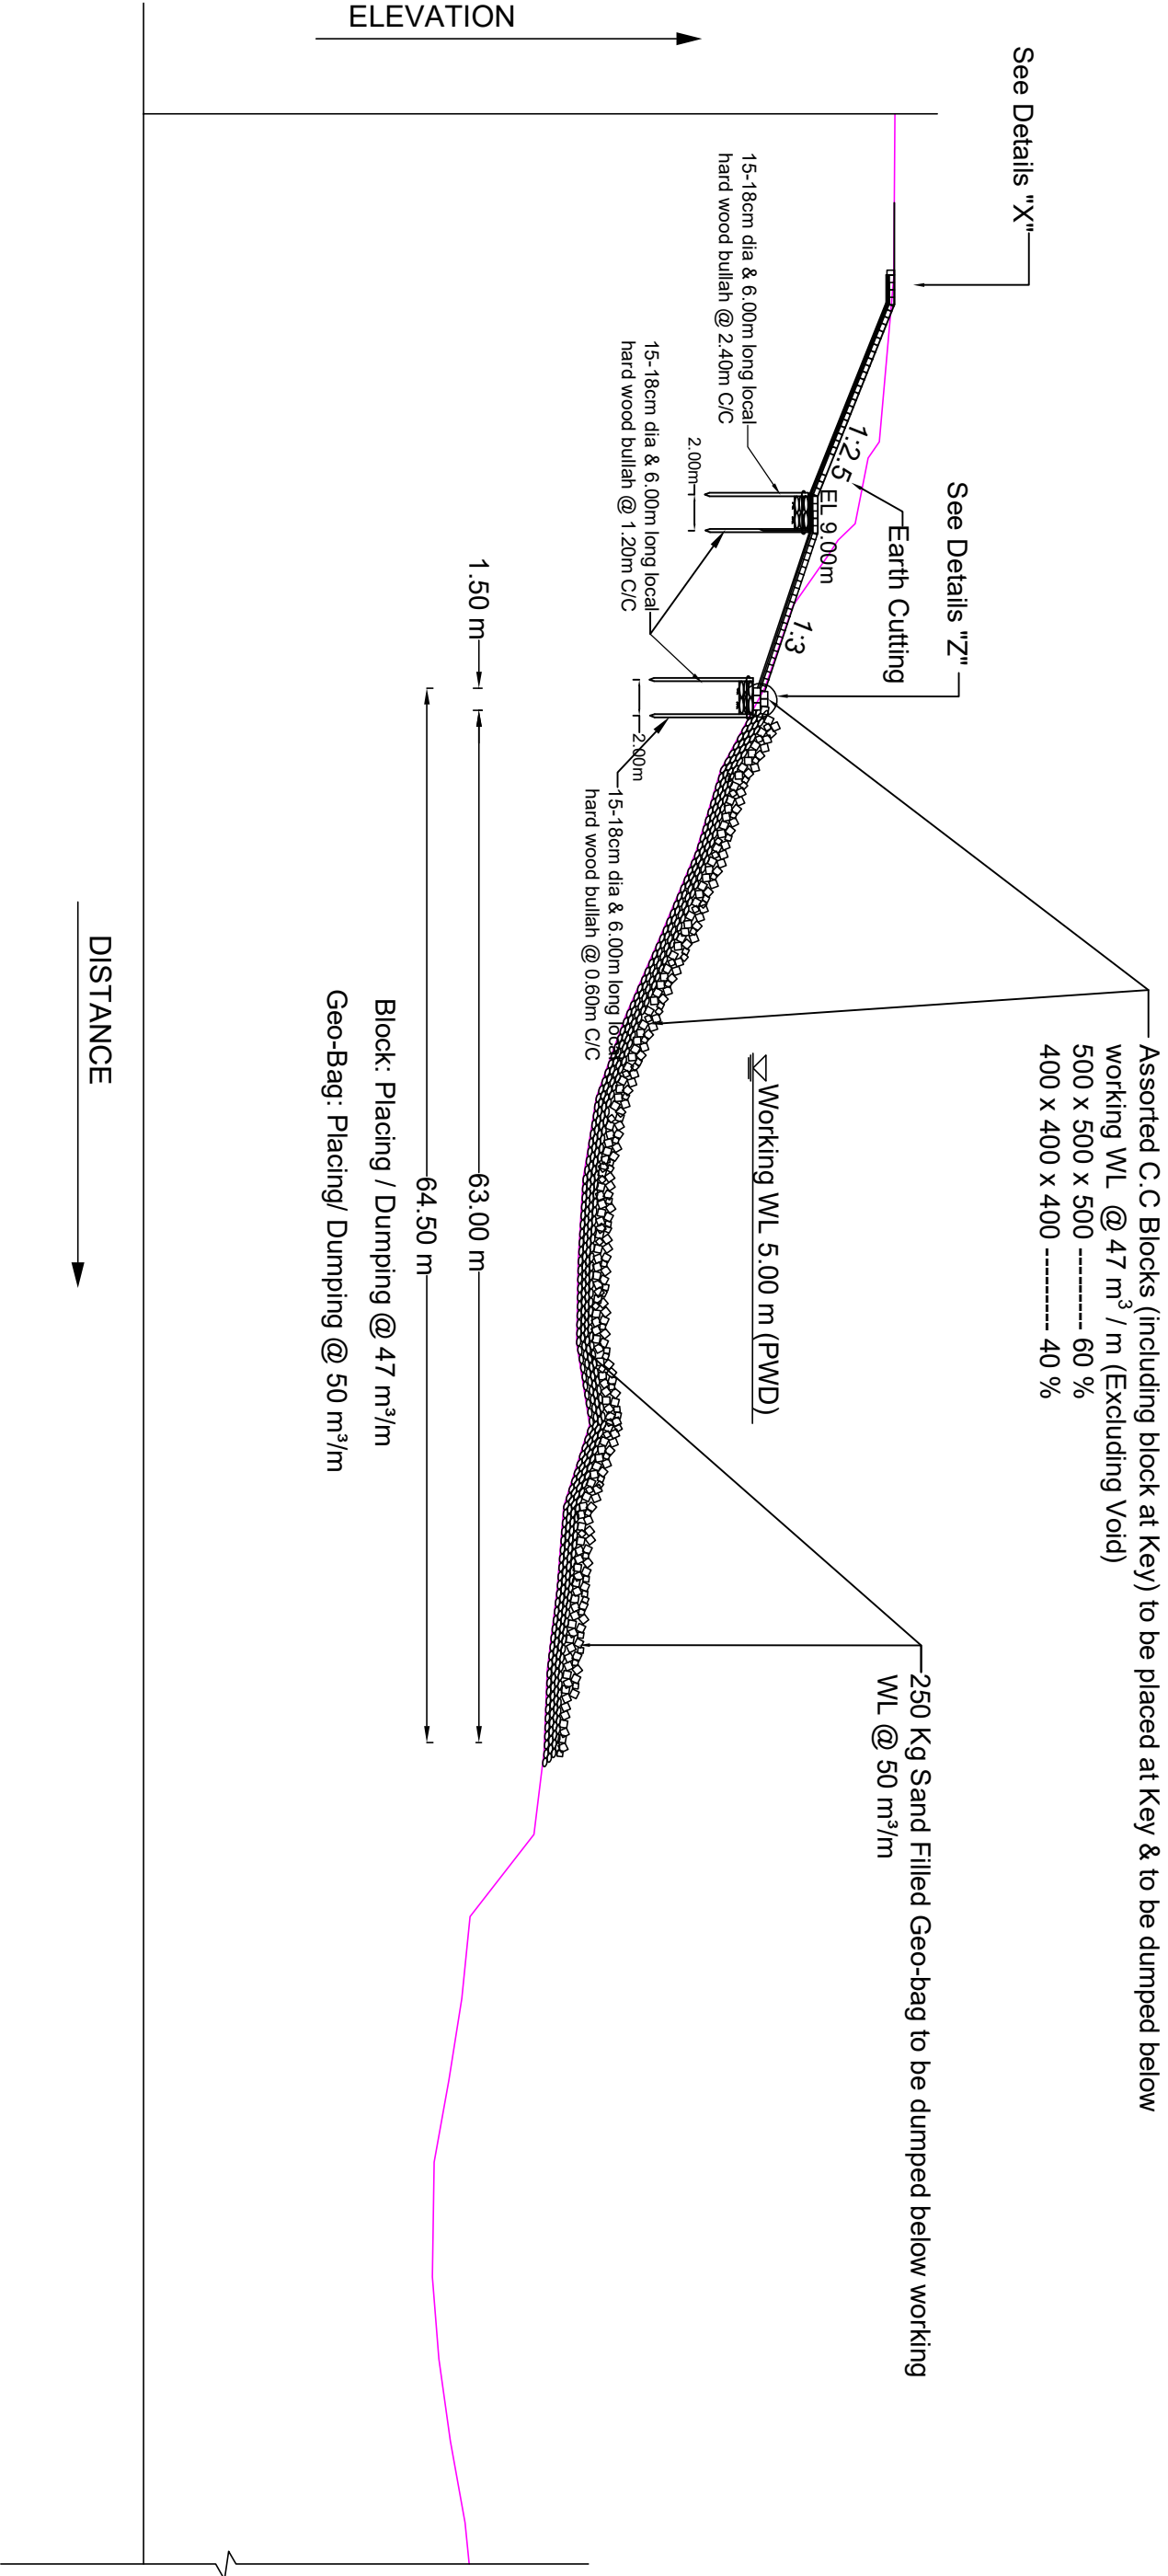 ELEVATION
See Details "X"
15-18cm dia & 6.00m long local
hard wood bullah @ 2.40m C/C
15-18cm dia & 6.00m long local
hard wood bullah @ 1.20m C/C
2.00m
1:2.5
EL 9.00m
Earth Cutting
See Details "Z"
1:3
1.50 m
2.00m
15-18cm dia & 6.00m long local
hard wood bullah @ 0.60m C/C
Assorted C.C Blocks (including block at Key) to be placed at Key & to be dumped below
working WL @ 47 m³ / m (Excluding Void)
500 x 500 x 500 --------- 60 %
400 x 400 x 400 --------- 40 %
Working WL 5.00 m (PWD)
250 Kg Sand Filled Geo-bag to be dumped below working
WL @ 50 m³/m
63.00 m
64.50 m
Block: Placing / Dumping @ 47 m³/m
Geo-Bag: Placing/ Dumping @ 50 m³/m
DISTANCE